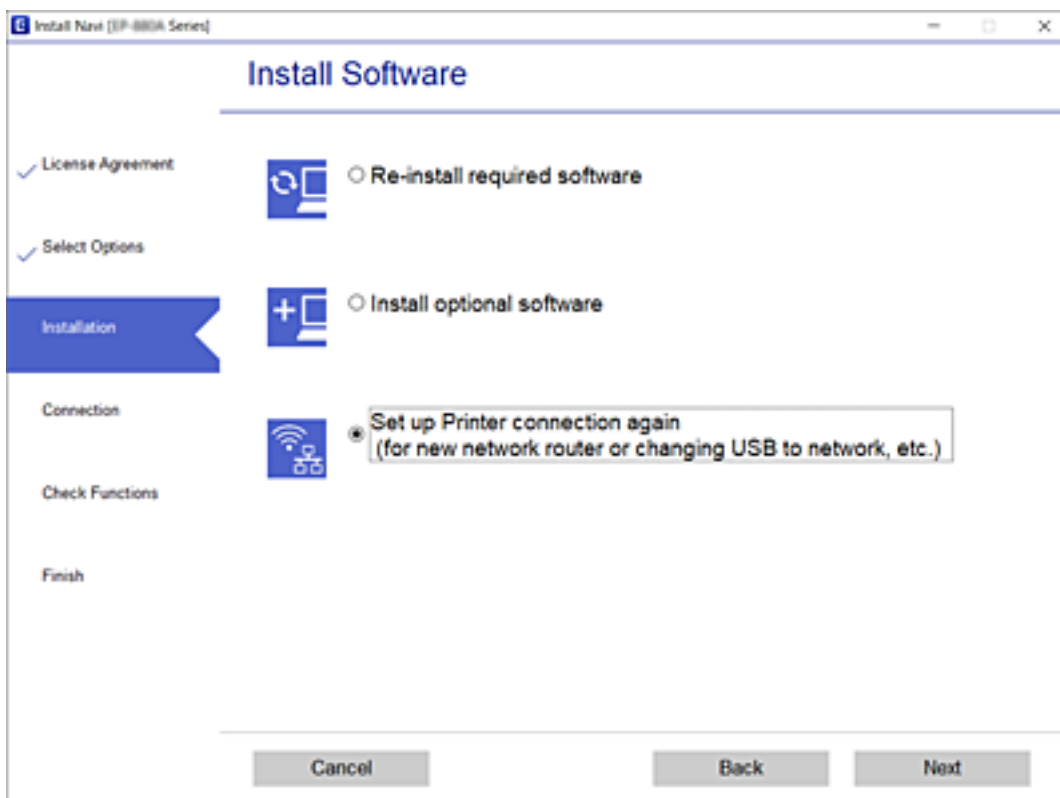 Install Navi [EP-880A Series]
Install Software
License Agreement
Select Options
Installation
Connection
Check Functions
Finish
Re-install required software
Install optional software
Set up Printer connection again
(for new network router or changing USB to network, etc.)
Cancel
Back
Next